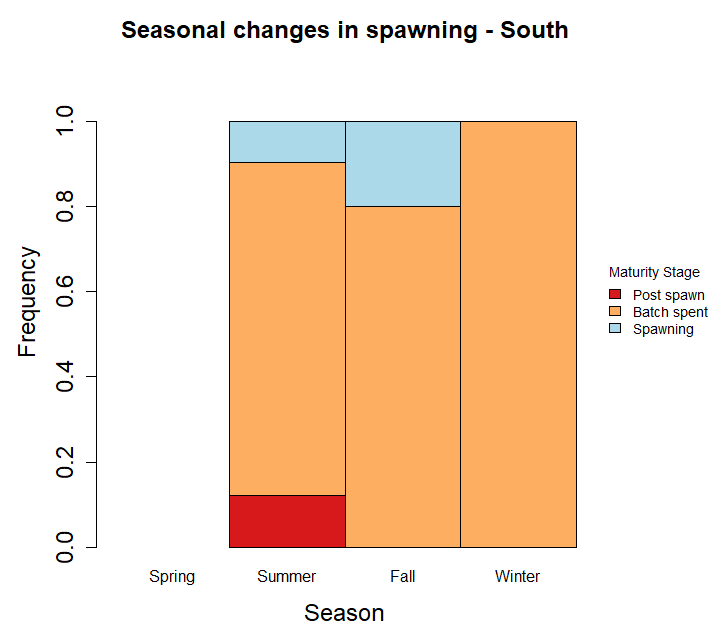 Seasonal changes in spawning - South
Frequency
1.0
0.8
0.6
0.4
0.2
0.0
Spring Summer Fall Winter
Season
Maturity Stage
Post spawn
Batch spent
Spawning